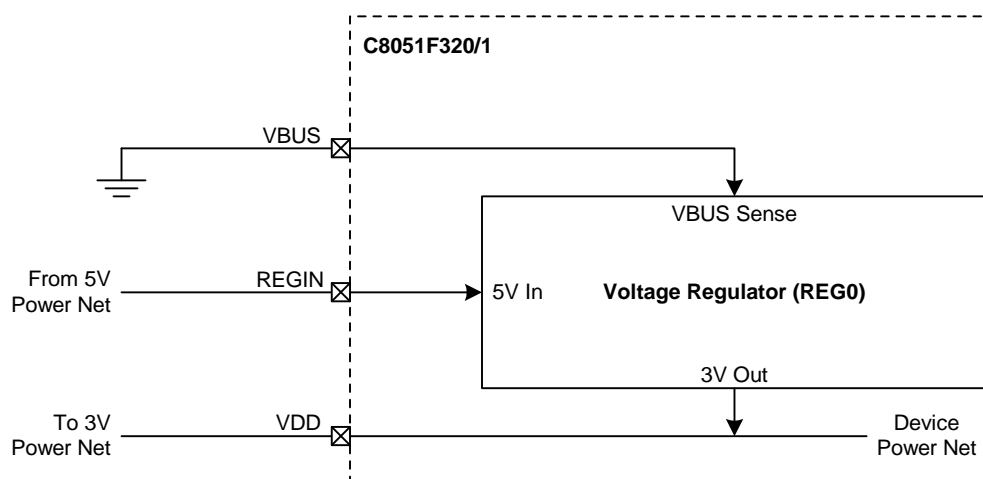 C8051F320/1
VBUS
VBUS Sense
From 5V
Power Net
REGIN
5V In
Voltage Regulator (REG0)
3V Out
To 3V
Power Net
VDD
Device
Power Net